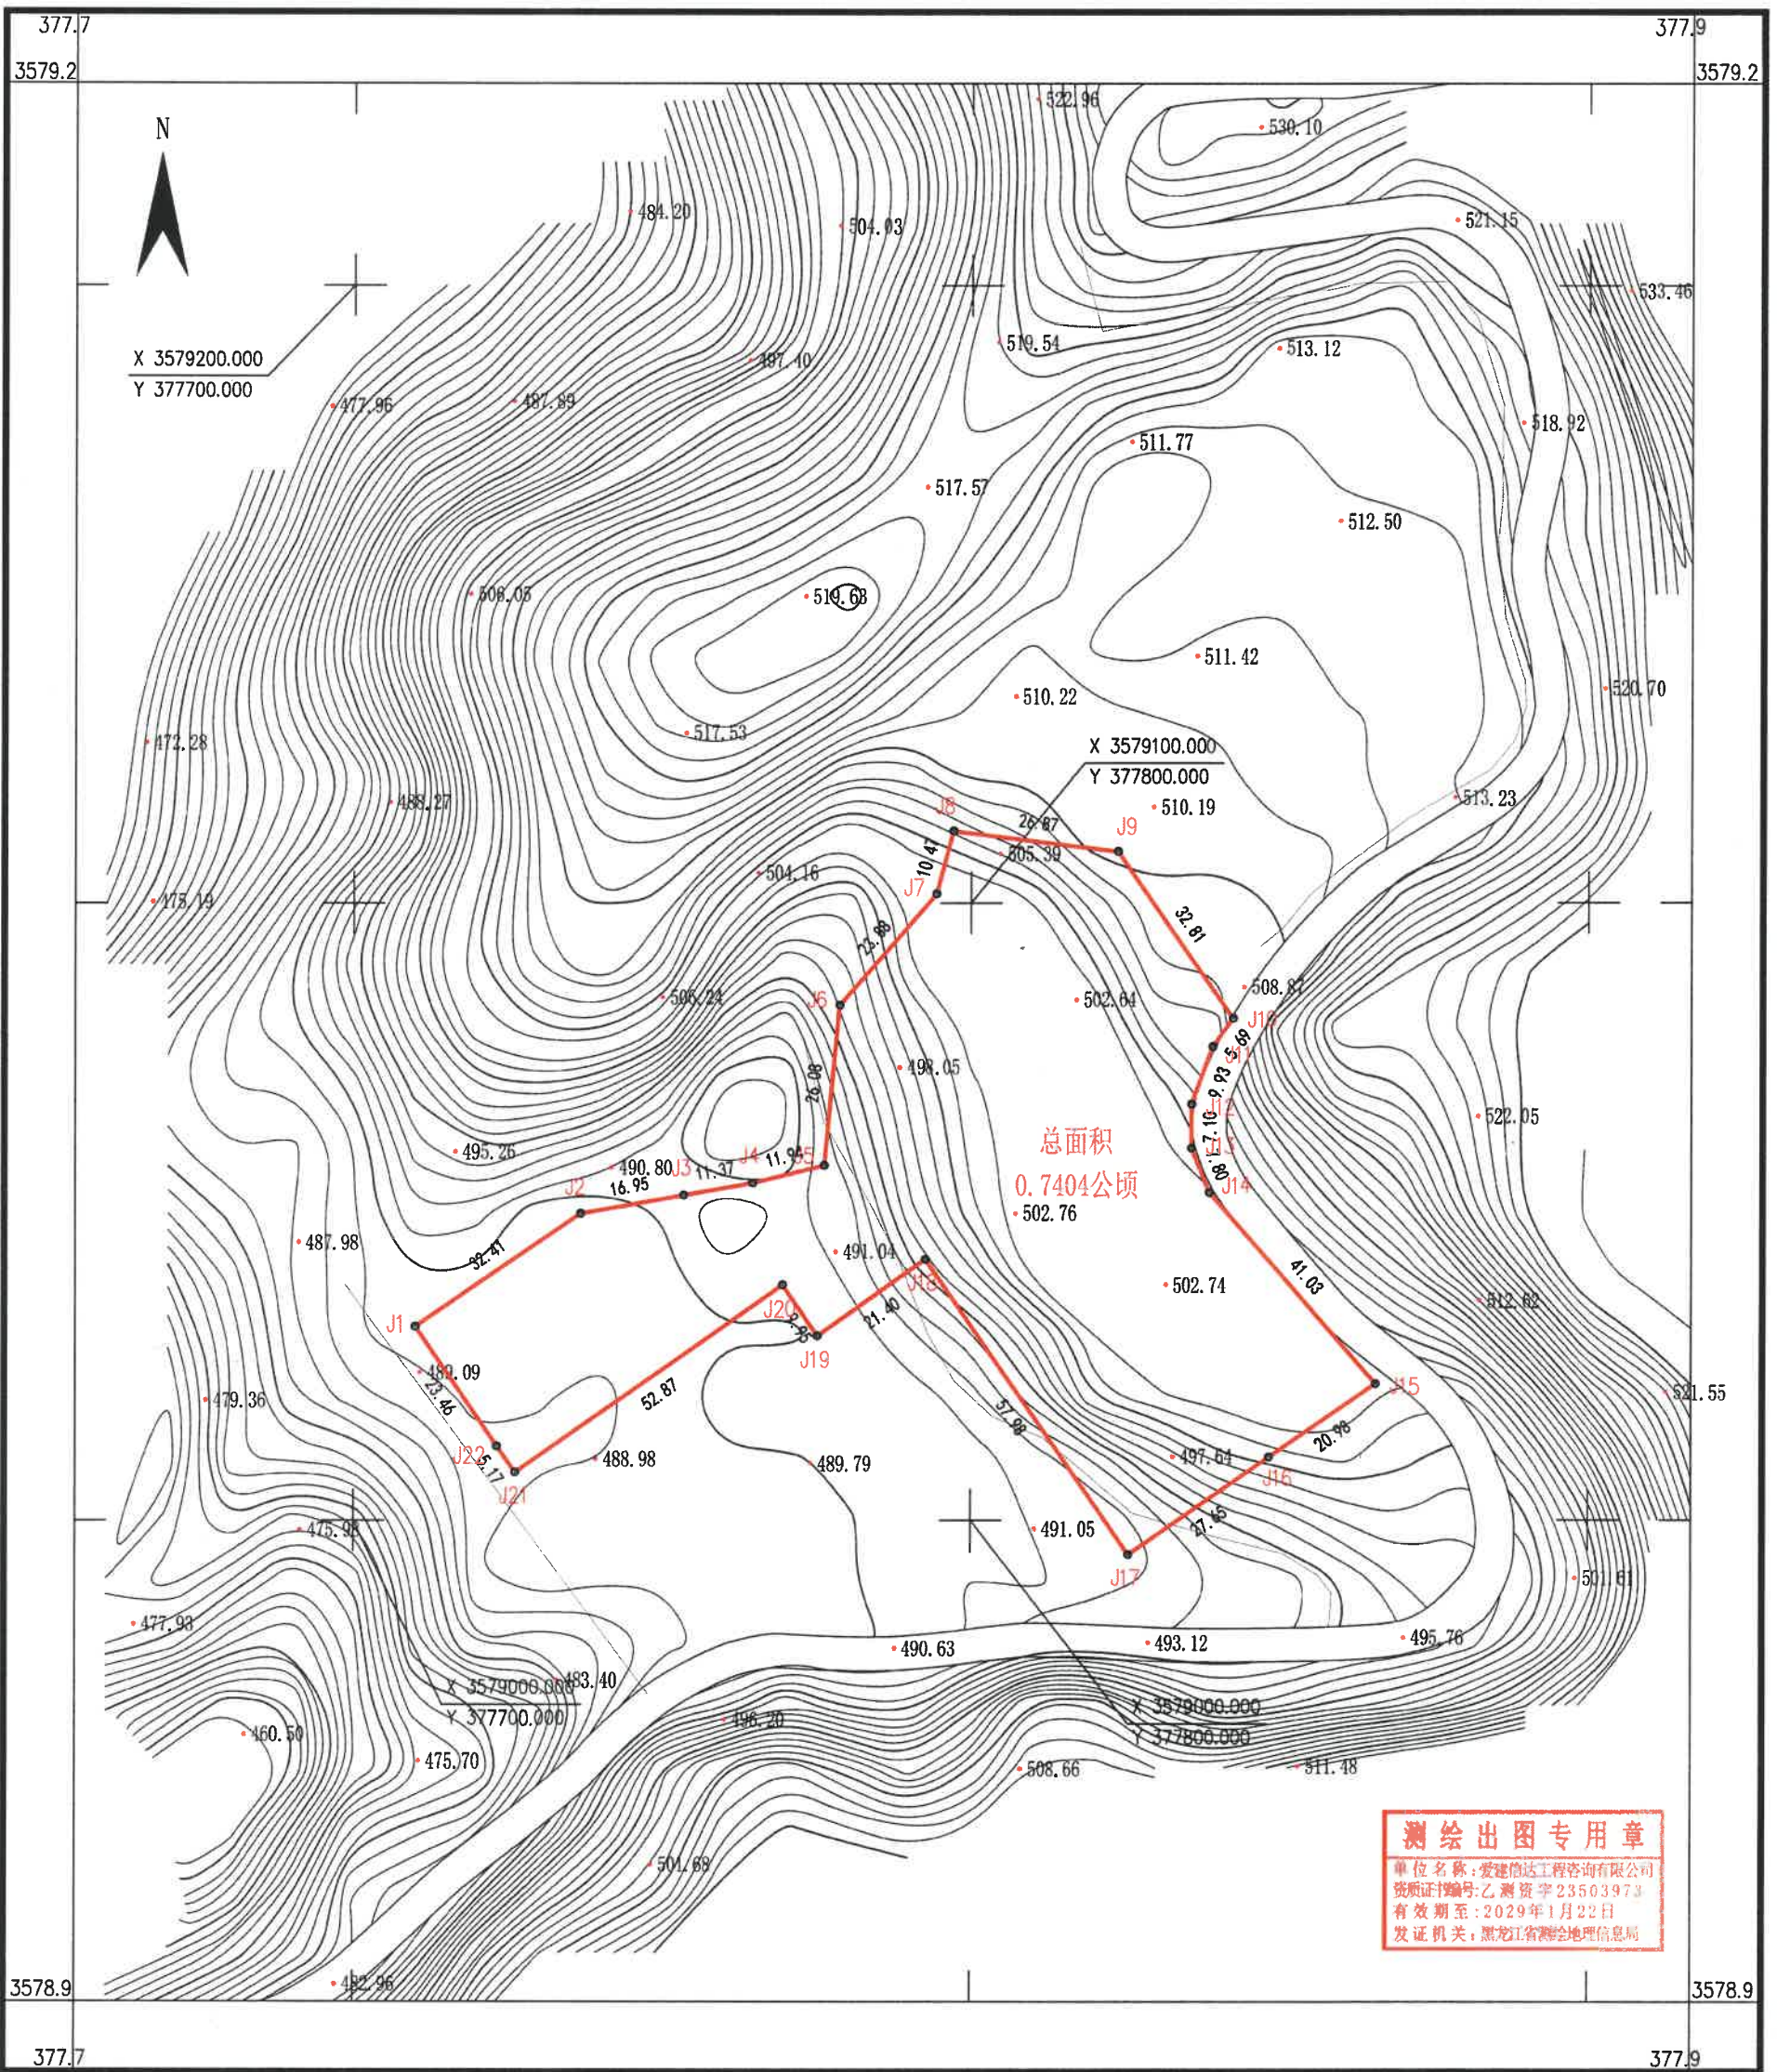 377.7
377.9
3579.2
3579.2
522.96
530.10
N
484.20
504.03
521.15
533.46
519.54
513.12
X 3579200.000
Y 377700.000
497.40
477.96
487.89
518.92
511.77
517.57
512.50
506.05
519.63
511.42
510.22
520.70
517.53
472.28
X 3579100.000
Y 377800.000
488.27
510.19
513.23
J8
26.87
J9
505.39
10.47
504.16
J7
475.19
32.81
23.88
506.24
J6
502.64
508.87
J10
5.69
J11
498.05
26.08
9.93
J12
7.10
522.05
总面积
J13
495.26
490.80
J3
11.37
J4
11.94
J5
7.80
0.7404公顷
J14
J2
16.95
502.76
487.98
32.41
491.04
J18
41.03
502.74
512.62
J20
9.95
21.40
J1
J19
489.09
23.46
52.87
J15
479.36
521.55
57.98
20.98
J22
5.17
488.98
489.79
497.64
J16
J21
27.65
475.98
491.05
J17
501.61
477.93
490.63
493.12
495.76
X 3579000.000
483.40
Y 377700.000
X 3579000.000
Y 377800.000
496.20
460.50
475.70
508.66
511.48
测绘出图专用章
单位名称:爱建信达工程咨询有限公司
资质证书编号:乙测资字23503973
有效期至:2029年1月22日
发证机关:黑龙江省测绘地理信息局
501.68
482.96
3578.9
3578.9
377.7
377.9